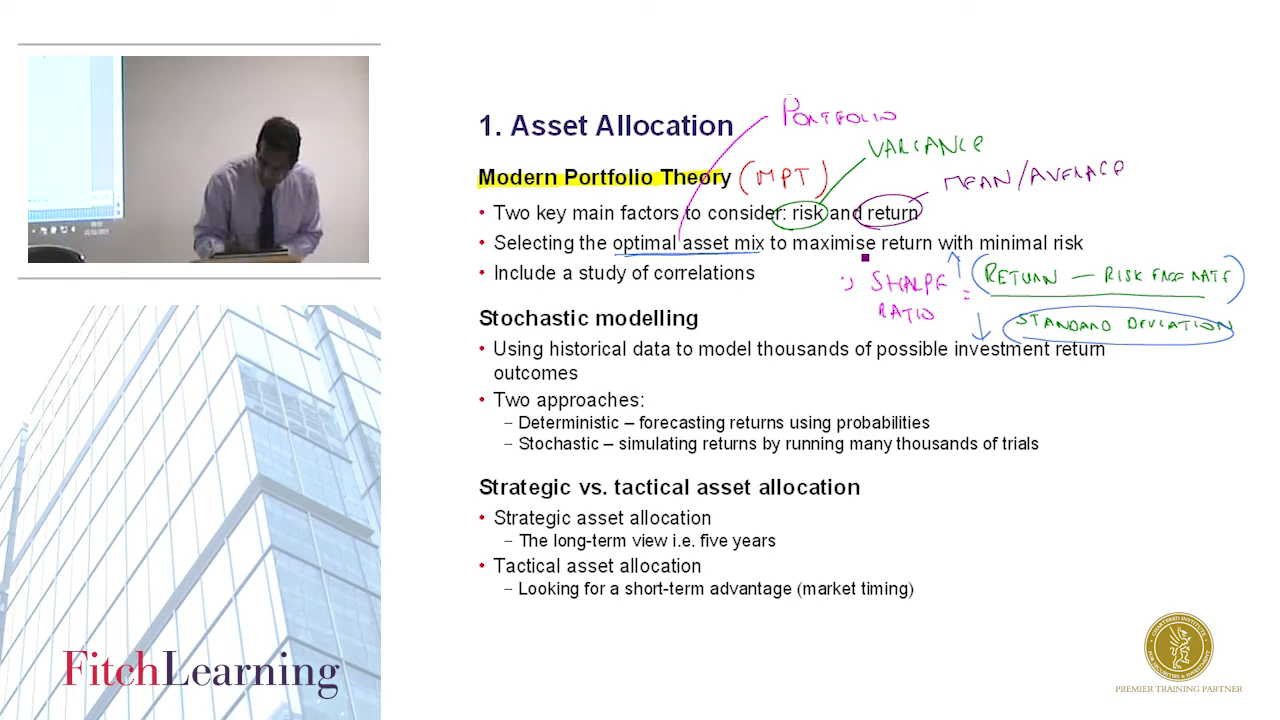 PORTFOLIO
1. Asset Allocation
VARIANCE
Modern Portfolio Theory (MPT)
MEAN/AVERAGE
• Two key main factors to consider: risk and return
• Selecting the optimal asset mix to maximise return with minimal risk
• Include a study of correlations
SHARPE RATIO = (RETURN — RISK FREE RATE)
STANDARD DEVIATION
Stochastic modelling
• Using historical data to model thousands of possible investment return
outcomes
• Two approaches:
– Deterministic – forecasting returns using probabilities
– Stochastic – simulating returns by running many thousands of trials
Strategic vs. tactical asset allocation
• Strategic asset allocation
– The long-term view i.e. five years
• Tactical asset allocation
– Looking for a short-term advantage (market timing)
FitchLearning
CHARTERED INSTITUTE
FOR SECURITIES & INVESTMENT
PREMIER TRAINING PARTNER